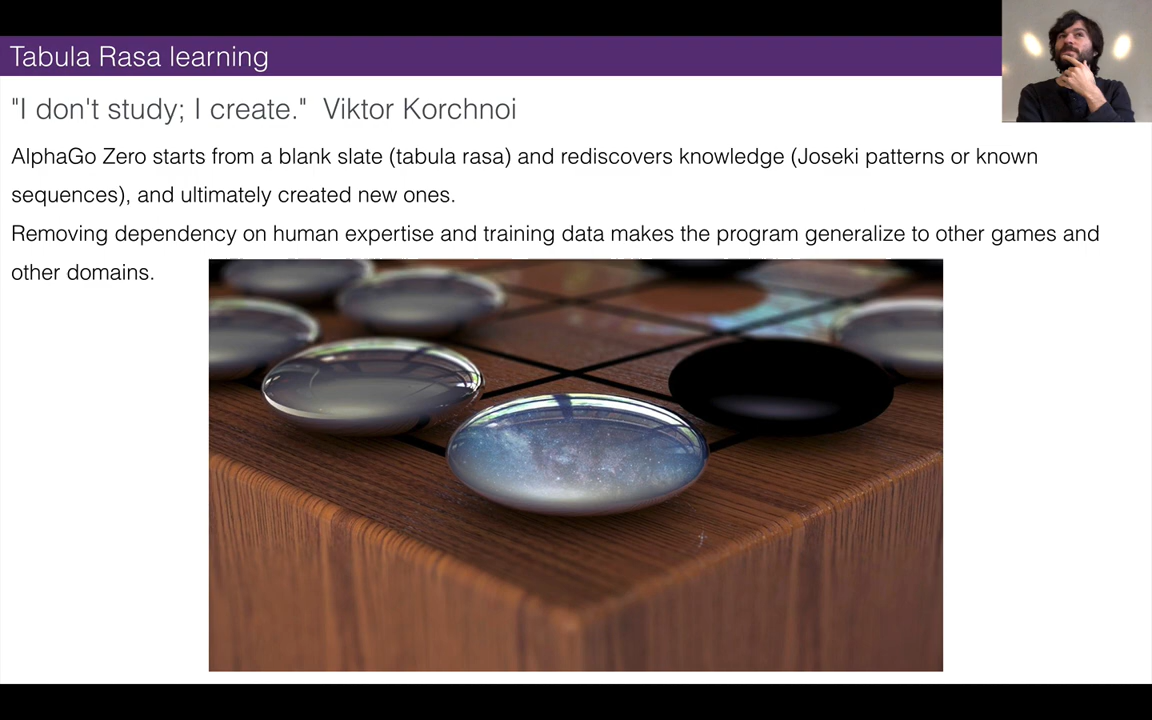 Tabula Rasa learning
"I don't study; I create."  Viktor Korchnoi
AlphaGo Zero starts from a blank slate (tabula rasa) and rediscovers knowledge (Joseki patterns or known
sequences), and ultimately created new ones.
Removing dependency on human expertise and training data makes the program generalize to other games and
other domains.